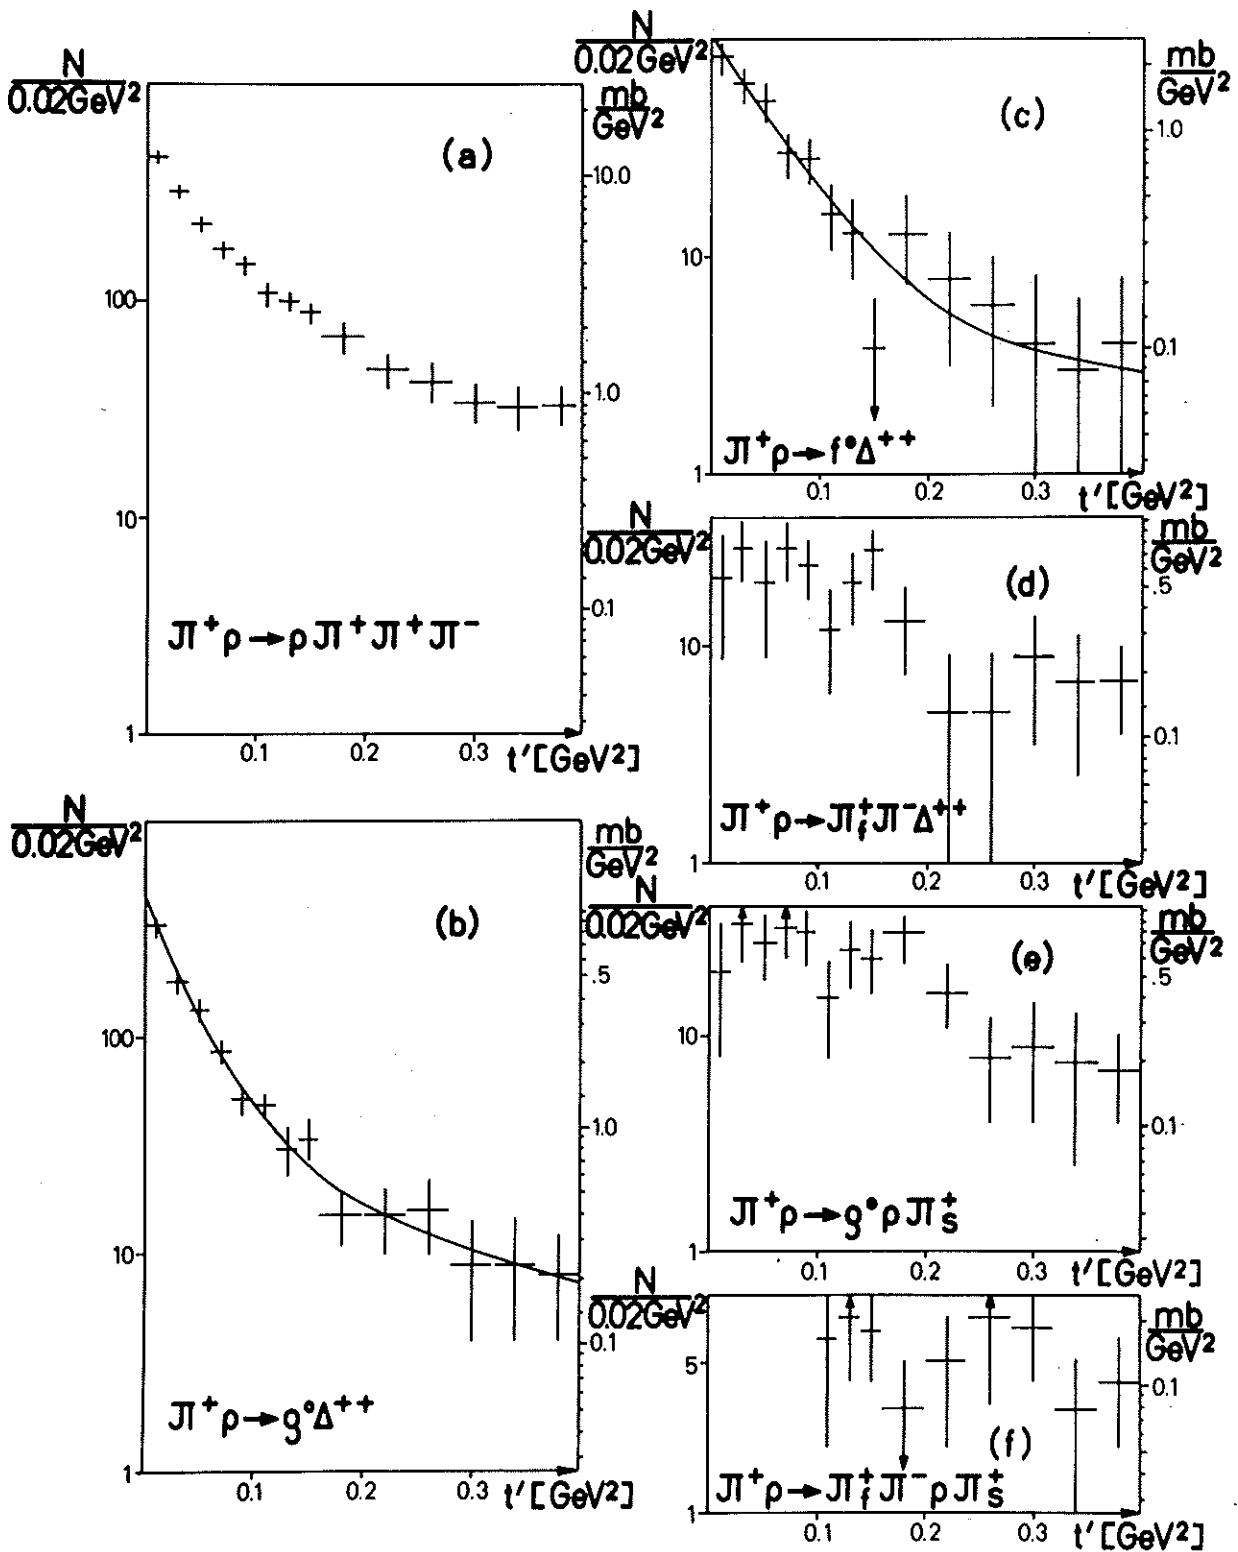 N
0.02GeV²
mb
GeV²
(a)
100
10
1
10.0
1.0
0.1
π⁺p→pπ⁺π⁺π⁻
0.1 0.2 0.3 t′[GeV²]
N
0.02GeV²
mb
GeV²
(b)
100
10
1
.5
1.0
0.1
π⁺p→g°Δ⁺⁺
0.1 0.2 0.3 t′[GeV²]
N
0.02GeV²
mb
GeV²
(c)
10
1
1.0
0.1
π⁺p→f°Δ⁺⁺
0.1 0.2 0.3 t′[GeV²]
N
0.02GeV²
mb
GeV²
(d)
10
1
.5
0.1
π⁺p→π⁺fπ⁻Δ⁺⁺
0.1 0.2 0.3 t′[GeV²]
N
0.02GeV²
mb
GeV²
(e)
10
1
.5
0.1
π⁺p→g°pπ⁺s
0.1 0.2 0.3 t′[GeV²]
N
0.02GeV²
mb
GeV²
(f)
5
1
0.1
π⁺p→π⁺fπ⁻pπ⁺s
0.1 0.2 0.3 t′[GeV²]